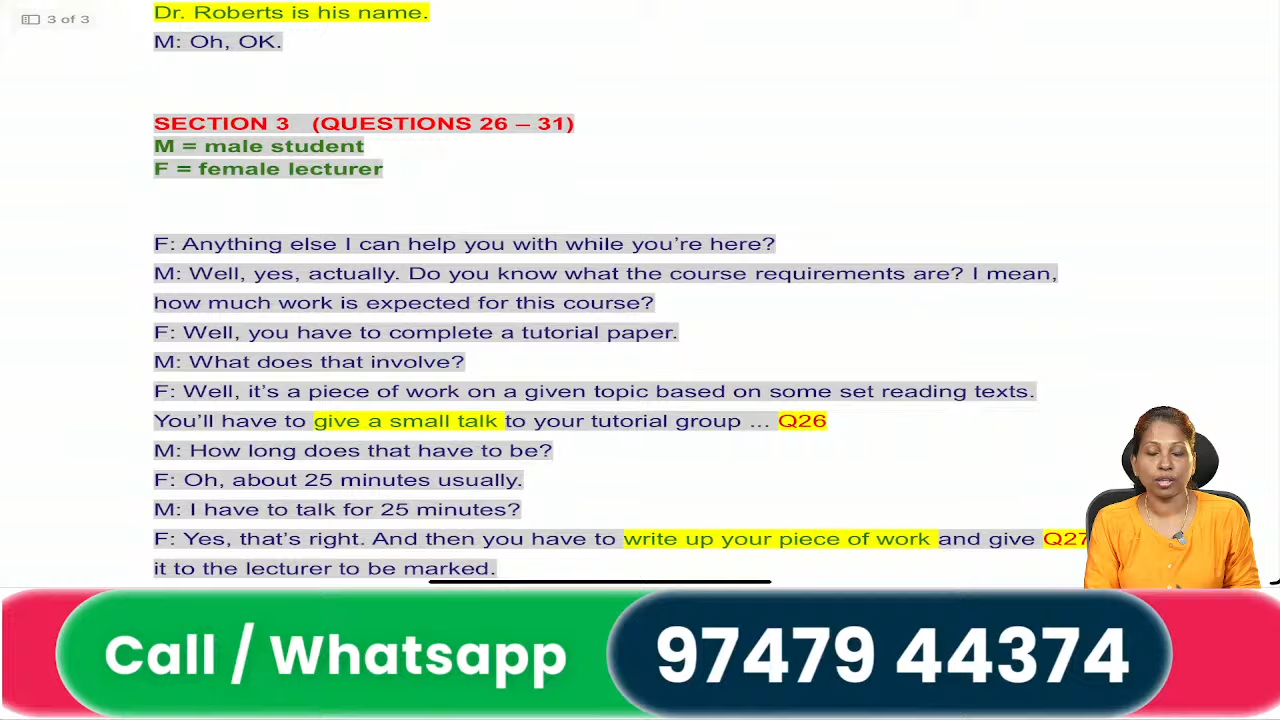 3 of 3
Dr. Roberts is his name.
M: Oh, OK.
SECTION 3 (QUESTIONS 26 – 31)
M = male student
F = female lecturer
F: Anything else I can help you with while you’re here?
M: Well, yes, actually. Do you know what the course requirements are? I mean,
how much work is expected for this course?
F: Well, you have to complete a tutorial paper.
M: What does that involve?
F: Well, it’s a piece of work on a given topic based on some set reading texts.
You’ll have to give a small talk to your tutorial group ... Q26
M: How long does that have to be?
F: Oh, about 25 minutes usually.
M: I have to talk for 25 minutes?
F: Yes, that’s right. And then you have to write up your piece of work and give Q27
it to the lecturer to be marked.
Call / Whatsapp 97479 44374